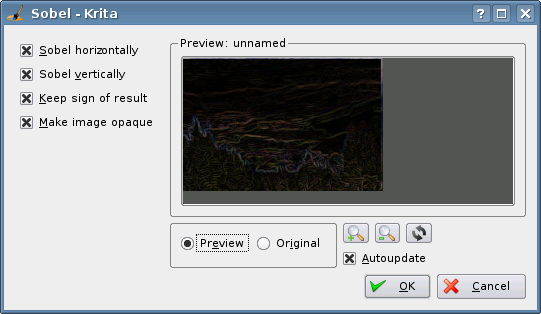 Sobel - Krita
Sobel horizontally
Sobel vertically
Keep sign of result
Make image opaque
Preview: unnamed
Preview
Original
Autoupdate
OK
Cancel